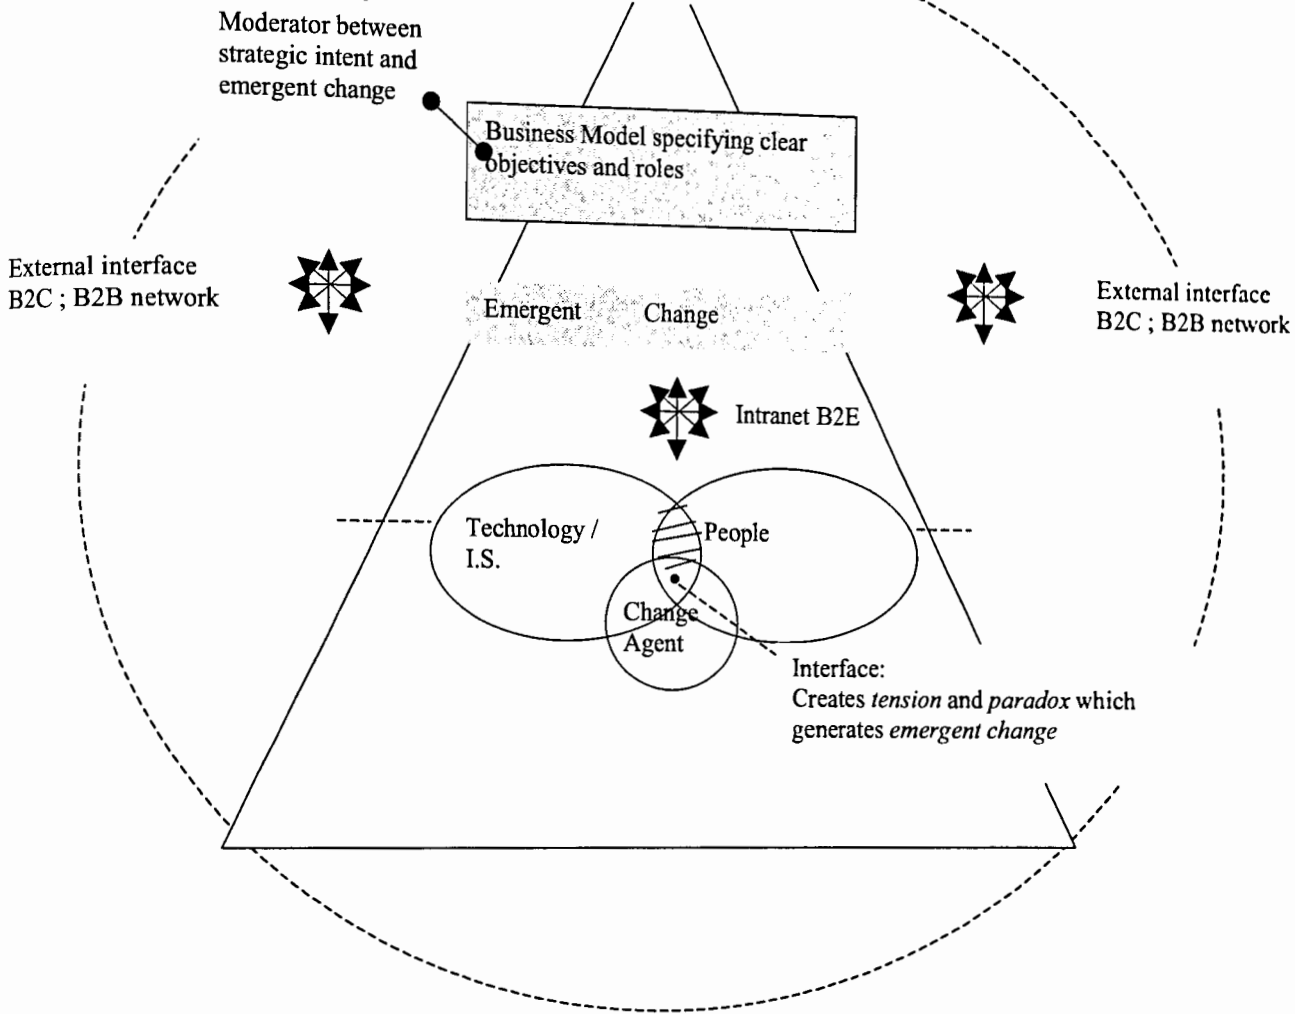 Moderator between
strategic intent and
emergent change
Business Model specifying clear
objectives and roles
External interface
B2C ; B2B network
External interface
B2C ; B2B network
Emergent Change
Intranet B2E
Technology /
I.S.
People
Change
Agent
Interface:
Creates tension and paradox which
generates emergent change